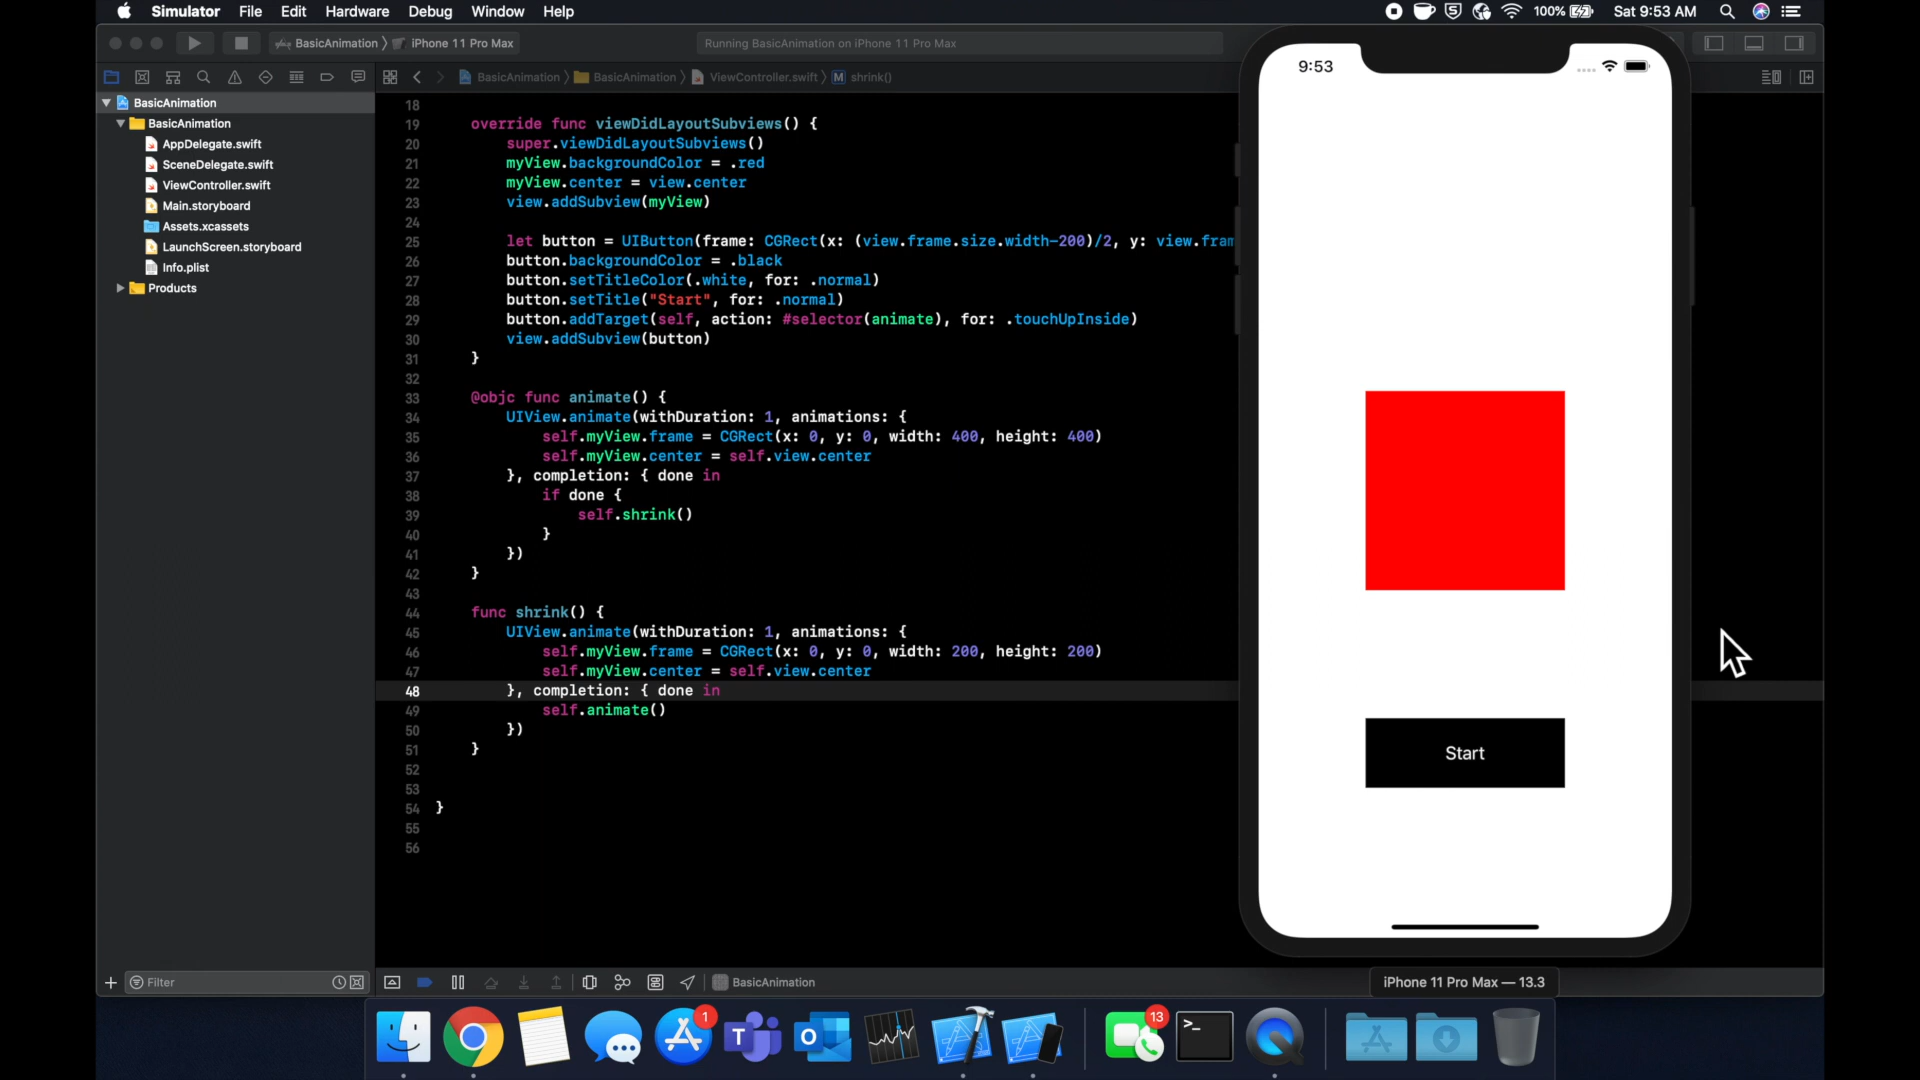 Simulator File Edit Hardware Debug Window Help
100% Sat 9:53 AM
BasicAnimation iPhone 11 Pro Max
Running BasicAnimation on iPhone 11 Pro Max
BasicAnimation BasicAnimation ViewController.swift M shrink()
BasicAnimation
BasicAnimation
AppDelegate.swift
SceneDelegate.swift
ViewController.swift
Main.storyboard
Assets.xcassets
LaunchScreen.storyboard
Info.plist
Products
18
19 override func viewDidLayoutSubviews() {
20 super.viewDidLayoutSubviews()
21 myView.backgroundColor = .red
22 myView.center = view.center
23 view.addSubview(myView)
24
25 let button = UIButton(frame: CGRect(x: (view.frame.size.width-200)/2, y: view.fram
26 button.backgroundColor = .black
27 button.setTitleColor(.white, for: .normal)
28 button.setTitle("Start", for: .normal)
29 button.addTarget(self, action: #selector(animate), for: .touchUpInside)
30 view.addSubview(button)
31 }
32
33 @objc func animate() {
34 UIView.animate(withDuration: 1, animations: {
35 self.myView.frame = CGRect(x: 0, y: 0, width: 400, height: 400)
36 self.myView.center = self.view.center
37 }, completion: { done in
38 if done {
39 self.shrink()
40 }
41 })
42 }
43
44 func shrink() {
45 UIView.animate(withDuration: 1, animations: {
46 self.myView.frame = CGRect(x: 0, y: 0, width: 200, height: 200)
47 self.myView.center = self.view.center
48 }, completion: { done in
49 self.animate()
50 })
51 }
52
53
54 }
55
56
9:53
Start
Filter
BasicAnimation
iPhone 11 Pro Max — 13.3
1
T
O
13
>_